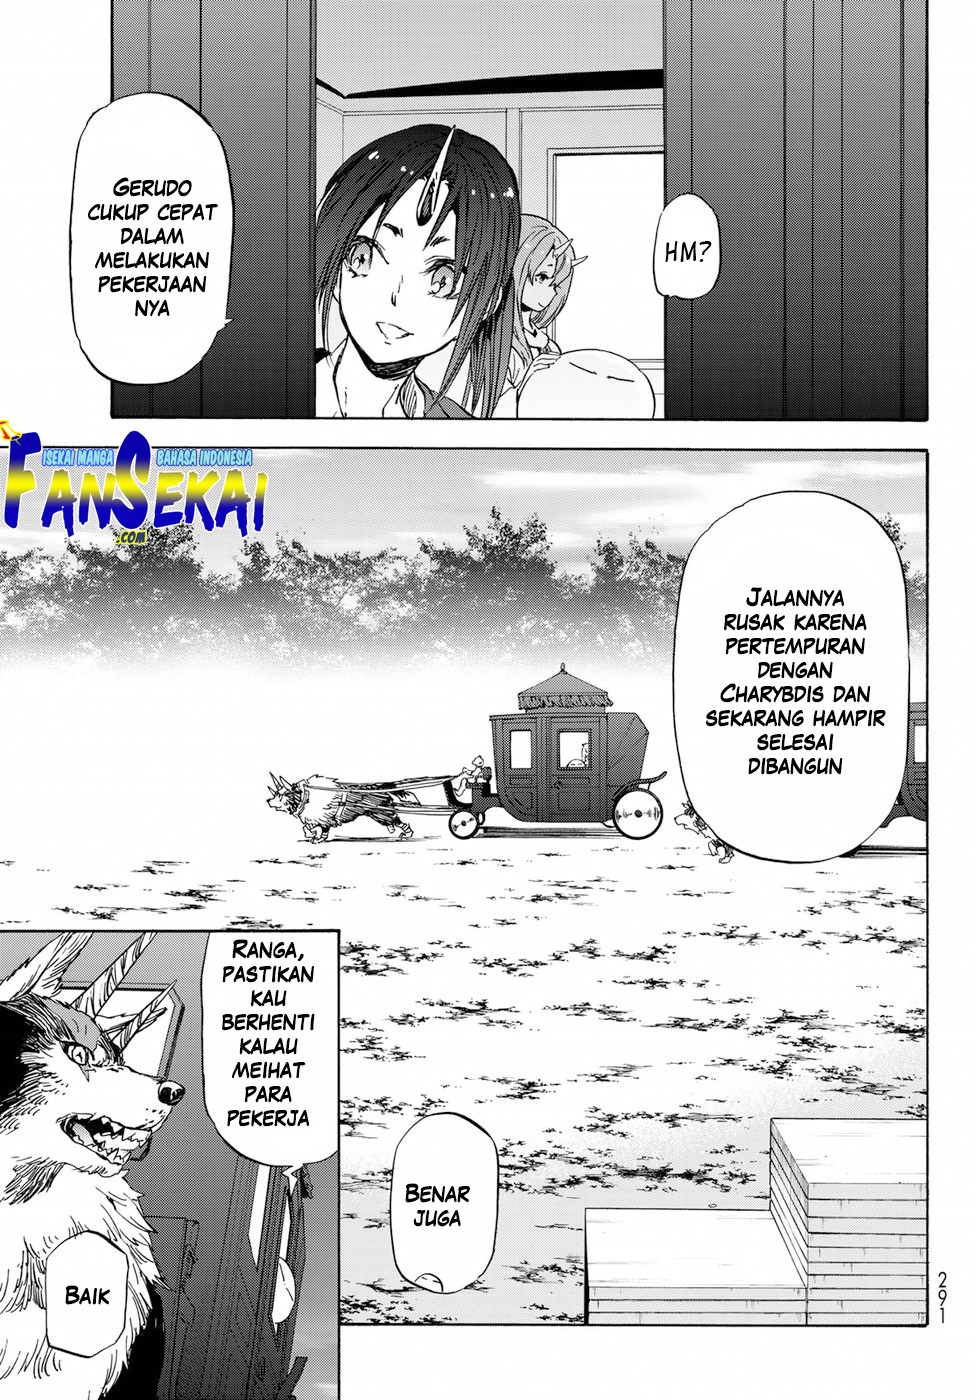 HM?
GERUDO
CUKUP CEPAT
DALAM
MELAKUKAN
PEKERJAAN
NYA
ISEKAI MANGA BAHASA INDONESIA
FANSEKAI
.COM
JALANNYA
RUSAK KARENA
PERTEMPURAN
DENGAN
CHARYBDIS DAN
SEKARANG HAMPIR
SELESAI
DIBANGUN
BENAR
JUGA
RANGA,
PASTIKAN
KAU
BERHENTI
KALAU
MEIHAT
PARA
PEKERJA
BAIK
291